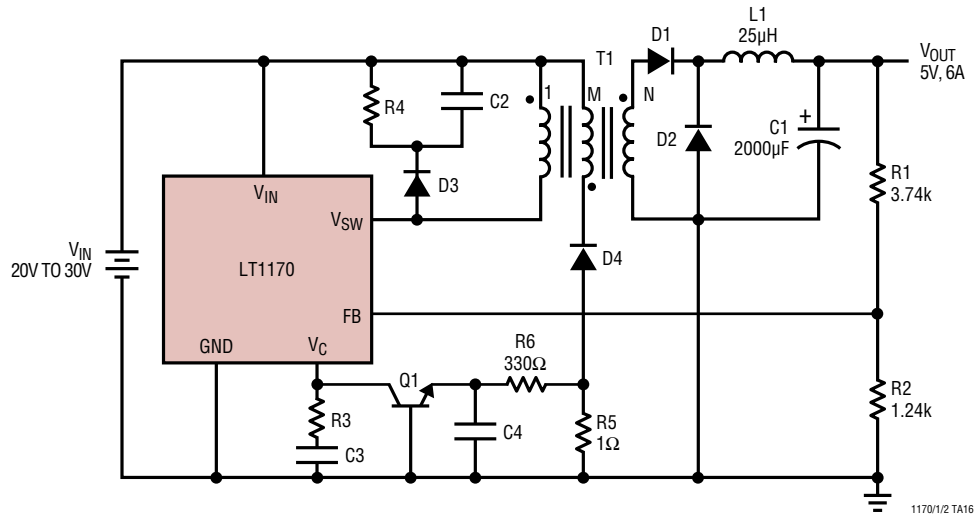 L1
25µH
D1
T1
V_OUT
5V, 6A
1
M
N
R4
C2
D2
+
C1
2000µF
D3
R1
3.74k
V_IN
V_SW
V_IN
20V TO 30V
LT1170
D4
FB
GND
V_C
R6
330Ω
Q1
R2
1.24k
R3
C4
R5
1Ω
C3
1170/1/2 TA16